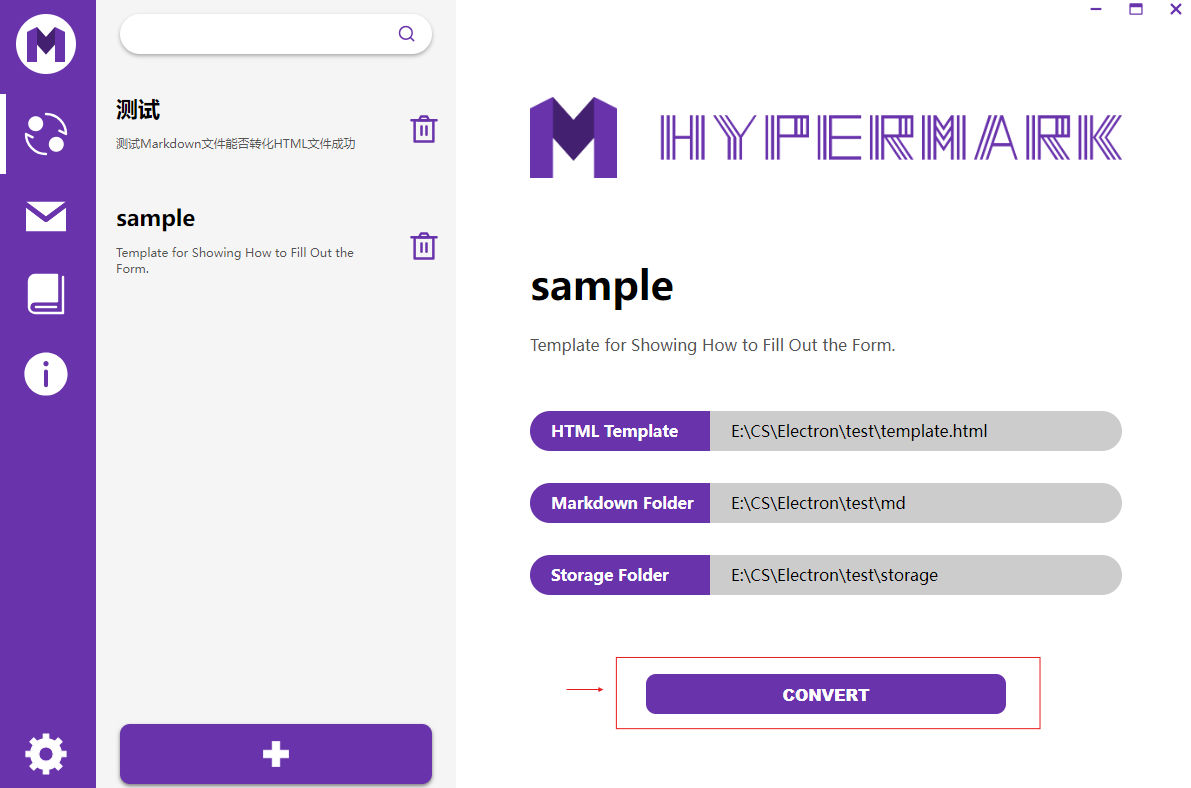 测试
测试Markdown文件能否转化HTML文件成功
sample
Template for Showing How to Fill Out the
Form.
HYPERMARK
sample
Template for Showing How to Fill Out the Form.
HTML Template E:\CS\Electron\test\template.html
Markdown Folder E:\CS\Electron\test\md
Storage Folder E:\CS\Electron\test\storage
CONVERT